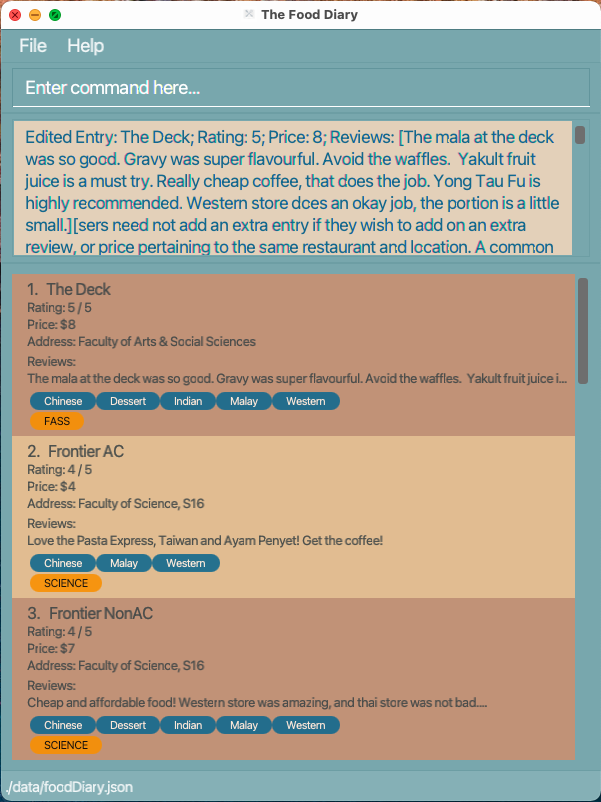 The Food Diary
File Help
Enter command here...
Edited Entry: The Deck; Rating: 5; Price: 8; Reviews: [The mala at the deck
was so good. Gravy was super flavourful. Avoid the waffles. Yakult fruit
juice is a must try. Really cheap coffee, that does the job. Yong Tau Fu is
highly recommended. Western store dces an okay job, the portion is a little
small.][sers need not add an extra entry if they wish to add on an extra
review, or price pertaining to the same restaurant and location. A common
1. The Deck
Rating: 5 / 5
Price: $8
Address: Faculty of Arts & Social Sciences
Reviews:
The mala at the deck was so good. Gravy was super flavourful. Avoid the waffles. Yakult fruit juice i...
Chinese Dessert Indian Malay Western
FASS
2. Frontier AC
Rating: 4 / 5
Price: $4
Address: Faculty of Science, S16
Reviews:
Love the Pasta Express, Taiwan and Ayam Penyet! Get the coffee!
Chinese Malay Western
SCIENCE
3. Frontier NonAC
Rating: 4 / 5
Price: $7
Address: Faculty of Science, S16
Reviews:
Cheap and affordable food! Western store was amazing, and thai store was not bad....
Chinese Dessert Indian Malay Western
SCIENCE
./data/foodDiary.json